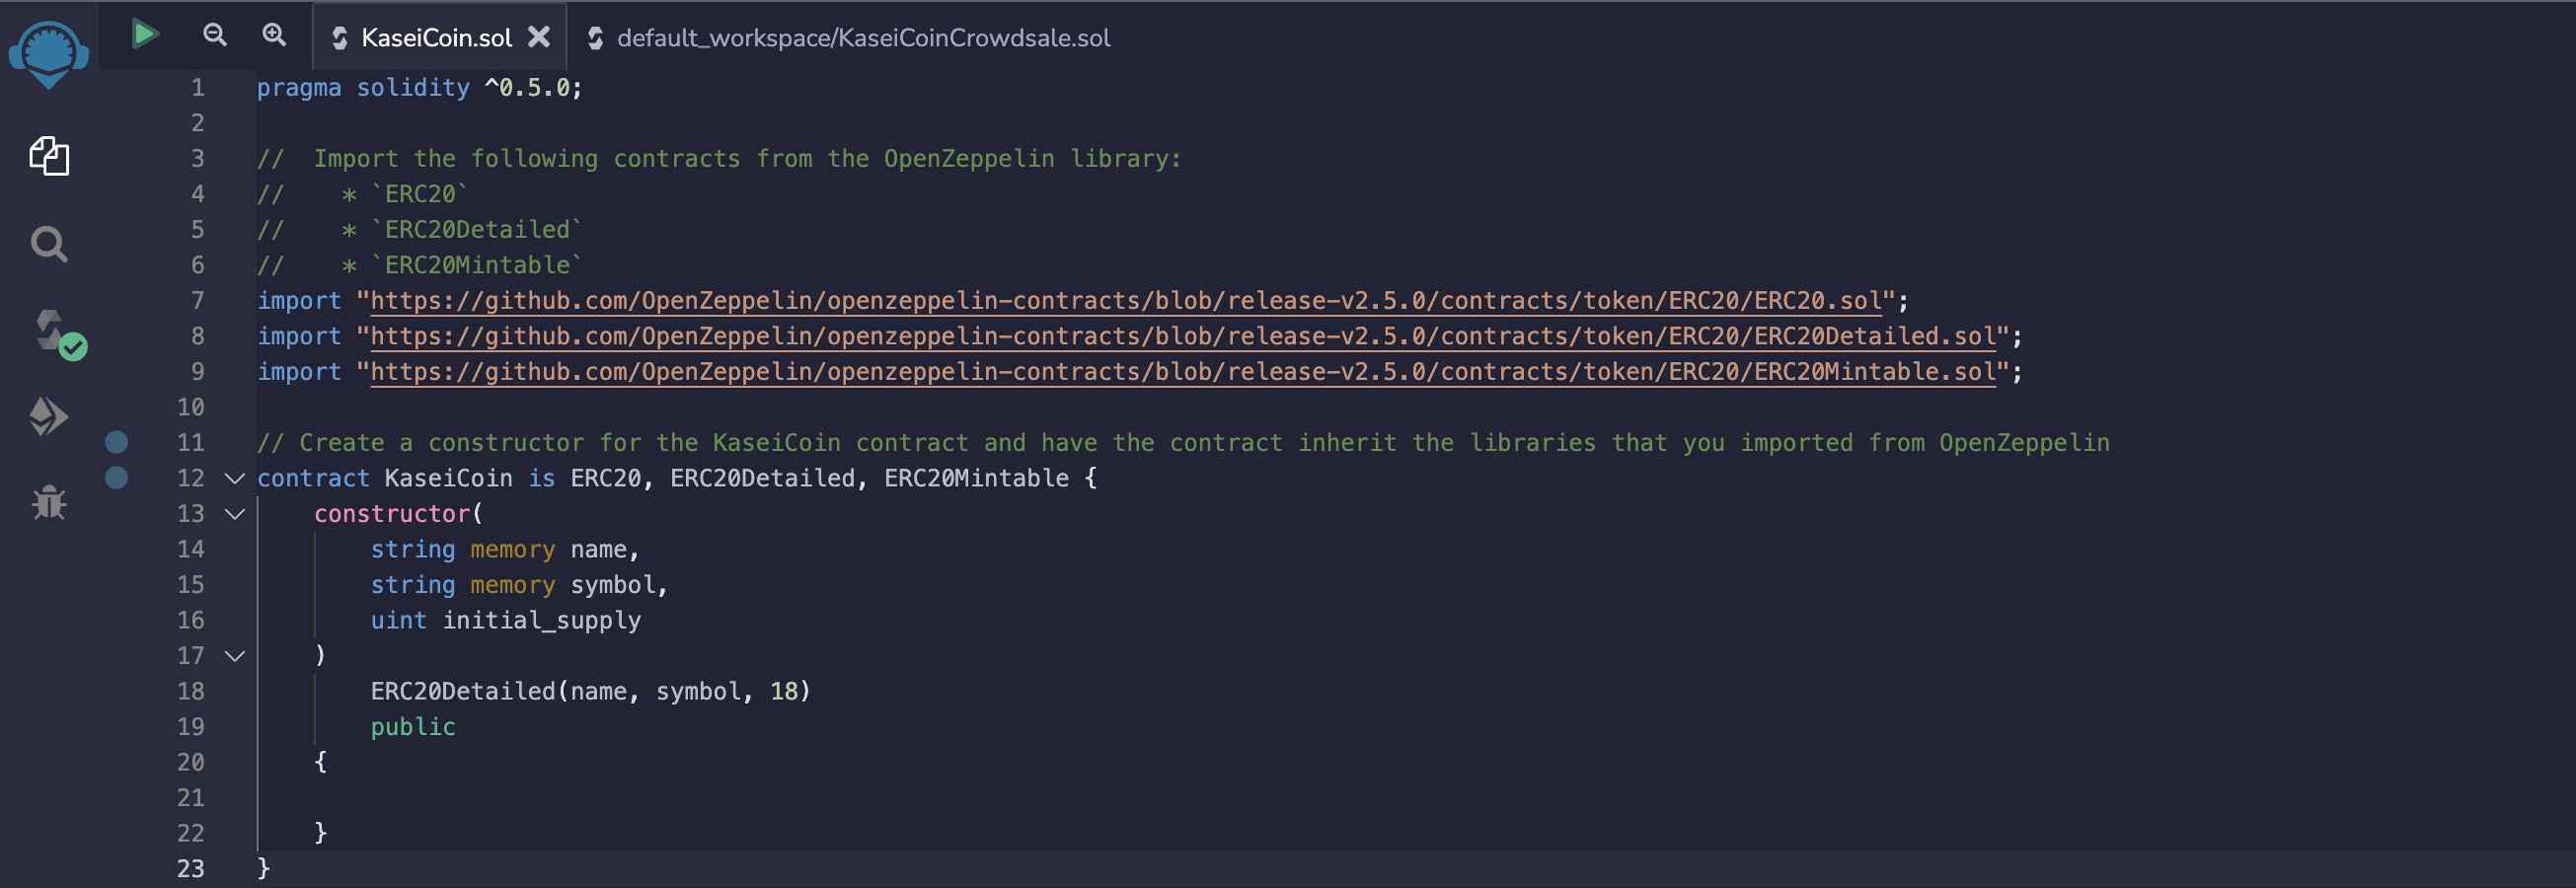 KaseiCoin.sol default_workspace/KaseiCoinCrowdsale.sol
1 pragma solidity ^0.5.0;
2
3 //  Import the following contracts from the OpenZeppelin library:
4 //    * `ERC20`
5 //    * `ERC20Detailed`
6 //    * `ERC20Mintable`
7 import "https://github.com/OpenZeppelin/openzeppelin-contracts/blob/release-v2.5.0/contracts/token/ERC20/ERC20.sol";
8 import "https://github.com/OpenZeppelin/openzeppelin-contracts/blob/release-v2.5.0/contracts/token/ERC20/ERC20Detailed.sol";
9 import "https://github.com/OpenZeppelin/openzeppelin-contracts/blob/release-v2.5.0/contracts/token/ERC20/ERC20Mintable.sol";
10
11 // Create a constructor for the KaseiCoin contract and have the contract inherit the libraries that you imported from OpenZeppelin
12 contract KaseiCoin is ERC20, ERC20Detailed, ERC20Mintable {
13     constructor(
14         string memory name,
15         string memory symbol,
16         uint initial_supply
17     )
18         ERC20Detailed(name, symbol, 18)
19         public
20     {
21
22     }
23 }